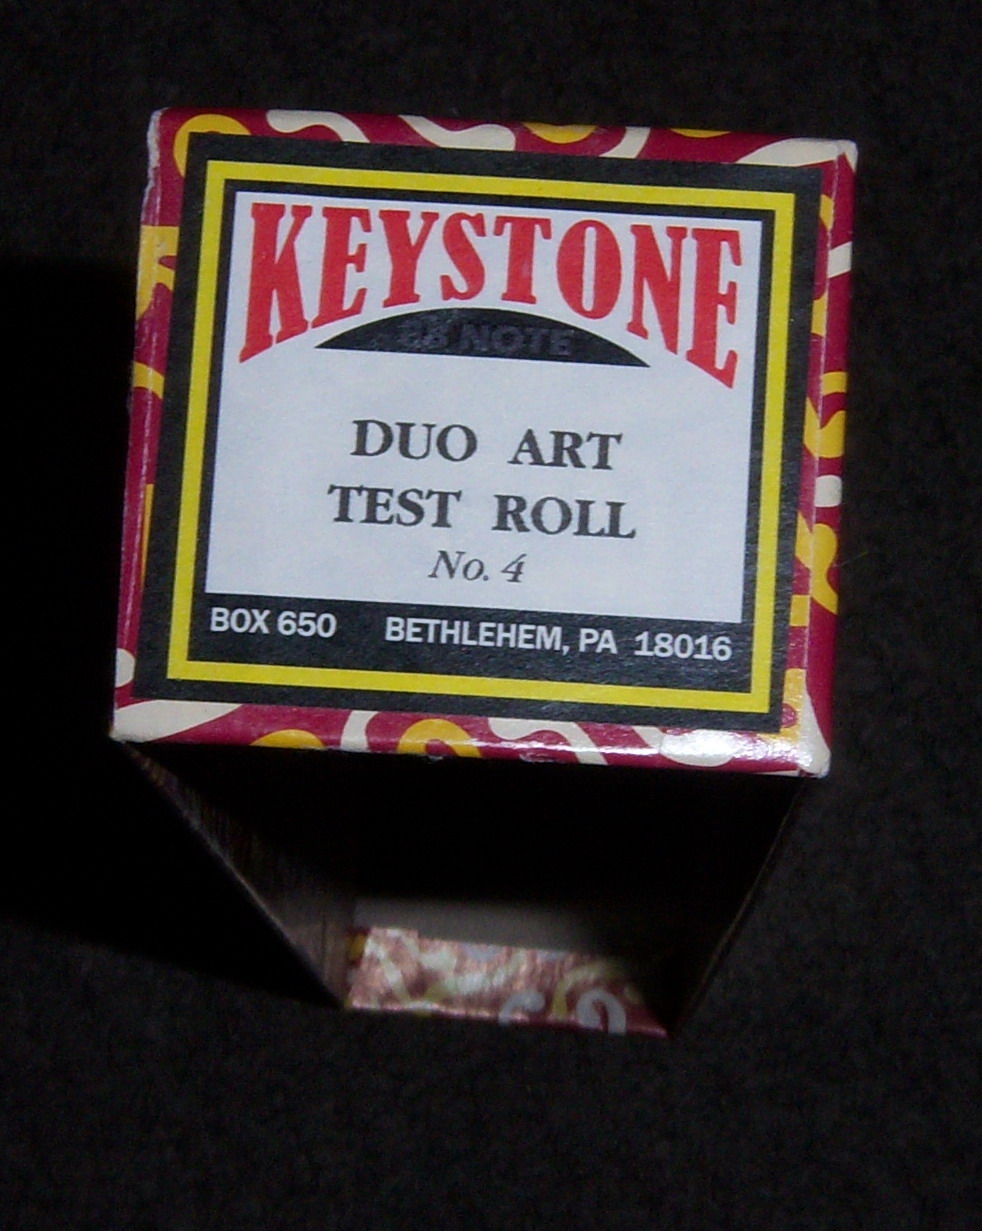 KEYSTONE
88 NOTE
DUO ART
TEST ROLL
No. 4
BOX 650 BETHLEHEM, PA 18016